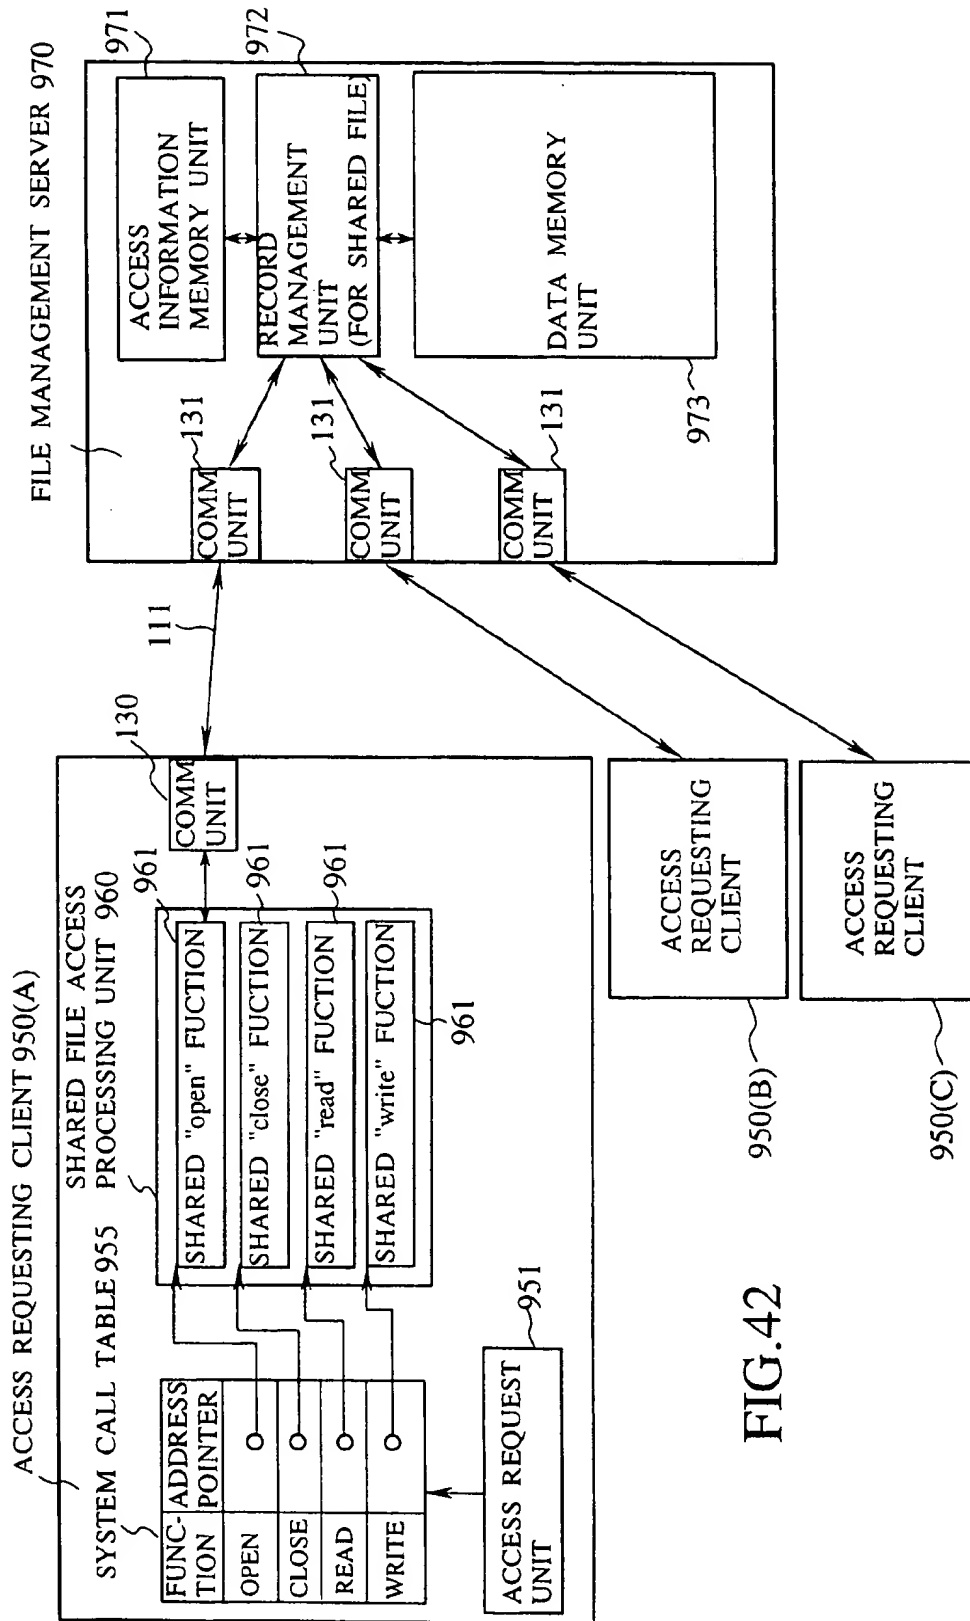 ACCESS REQUESTING CLIENT 950(A)
SYSTEM CALL TABLE 955
FUNC-
TION
ADDRESS
POINTER
OPEN
CLOSE
READ
WRITE
ACCESS REQUEST
UNIT
951
SHARED FILE ACCESS
PROCESSING UNIT 960
SHARED "open" FUCTION
961
SHARED "close" FUCTION
961
SHARED "read" FUCTION
961
SHARED "write" FUCTION
961
COMM
UNIT
130
111
FILE MANAGEMENT SERVER 970
COMM
UNIT
131
COMM
UNIT
131
COMM
UNIT
131
ACCESS
INFORMATION
MEMORY UNIT
971
RECORD
MANAGEMENT
UNIT
(FOR SHARED FILE)
972
DATA MEMORY
UNIT
973
ACCESS
REQUESTING
CLIENT
950(B)
ACCESS
REQUESTING
CLIENT
950(C)
FIG.42